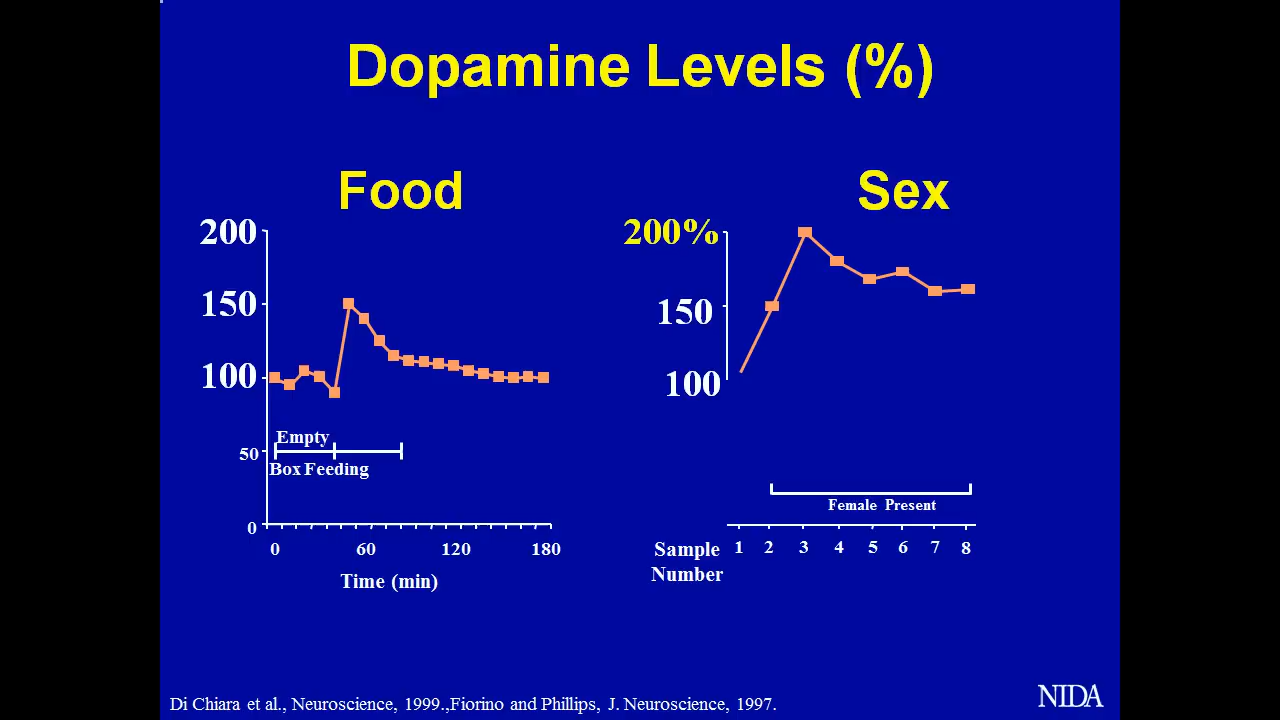 Dopamine Levels (%)
Food
200
150
100
50
0
Empty
Box Feeding
0 60 120 180
Time (min)
Sex
200%
150
100
Female Present
Sample
Number
1 2 3 4 5 6 7 8
Di Chiara et al., Neuroscience, 1999.,Fiorino and Phillips, J. Neuroscience, 1997.
NIDA